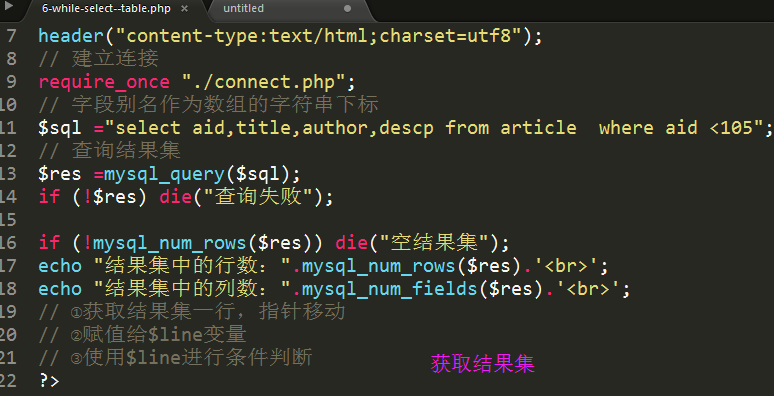 6-while-select--table.php × untitled
7 header("content-type:text/html;charset=utf8");
8 // 建立连接
9 require_once "./connect.php";
10 // 字段别名作为数组的字符串下标
11 $sql ="select aid,title,author,descp from article  where aid <105";
12 // 查询结果集
13 $res =mysql_query($sql);
14 if (!$res) die("查询失败");
15
16 if (!mysql_num_rows($res)) die("空结果集");
17 echo "结果集中的行数：".mysql_num_rows($res).'<br>';
18 echo "结果集中的列数：".mysql_num_fields($res).'<br>';
19 // ①获取结果集一行，指针移动
20 // ②赋值给$line变量
21 // ③使用$line进行条件判断
获取结果集
22 ?>